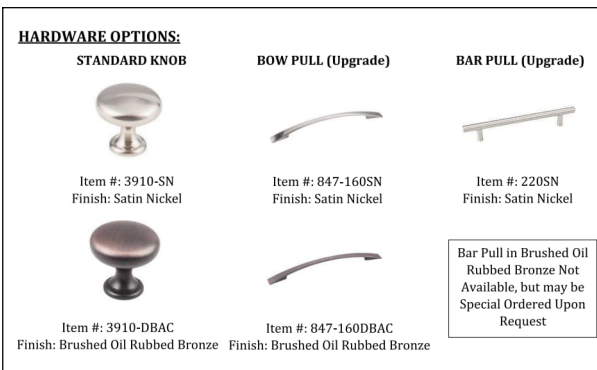 HARDWARE OPTIONS:
STANDARD KNOB
BOW PULL (Upgrade)
BAR PULL (Upgrade)
Item #: 3910-SN
Finish: Satin Nickel
Item #: 847-160SN
Finish: Satin Nickel
Item #: 220SN
Finish: Satin Nickel
Item #: 3910-DBAC
Finish: Brushed Oil Rubbed Bronze
Item #: 847-160DBAC
Finish: Brushed Oil Rubbed Bronze
Bar Pull in Brushed Oil
Rubbed Bronze Not
Available, but may be
Special Ordered Upon
Request